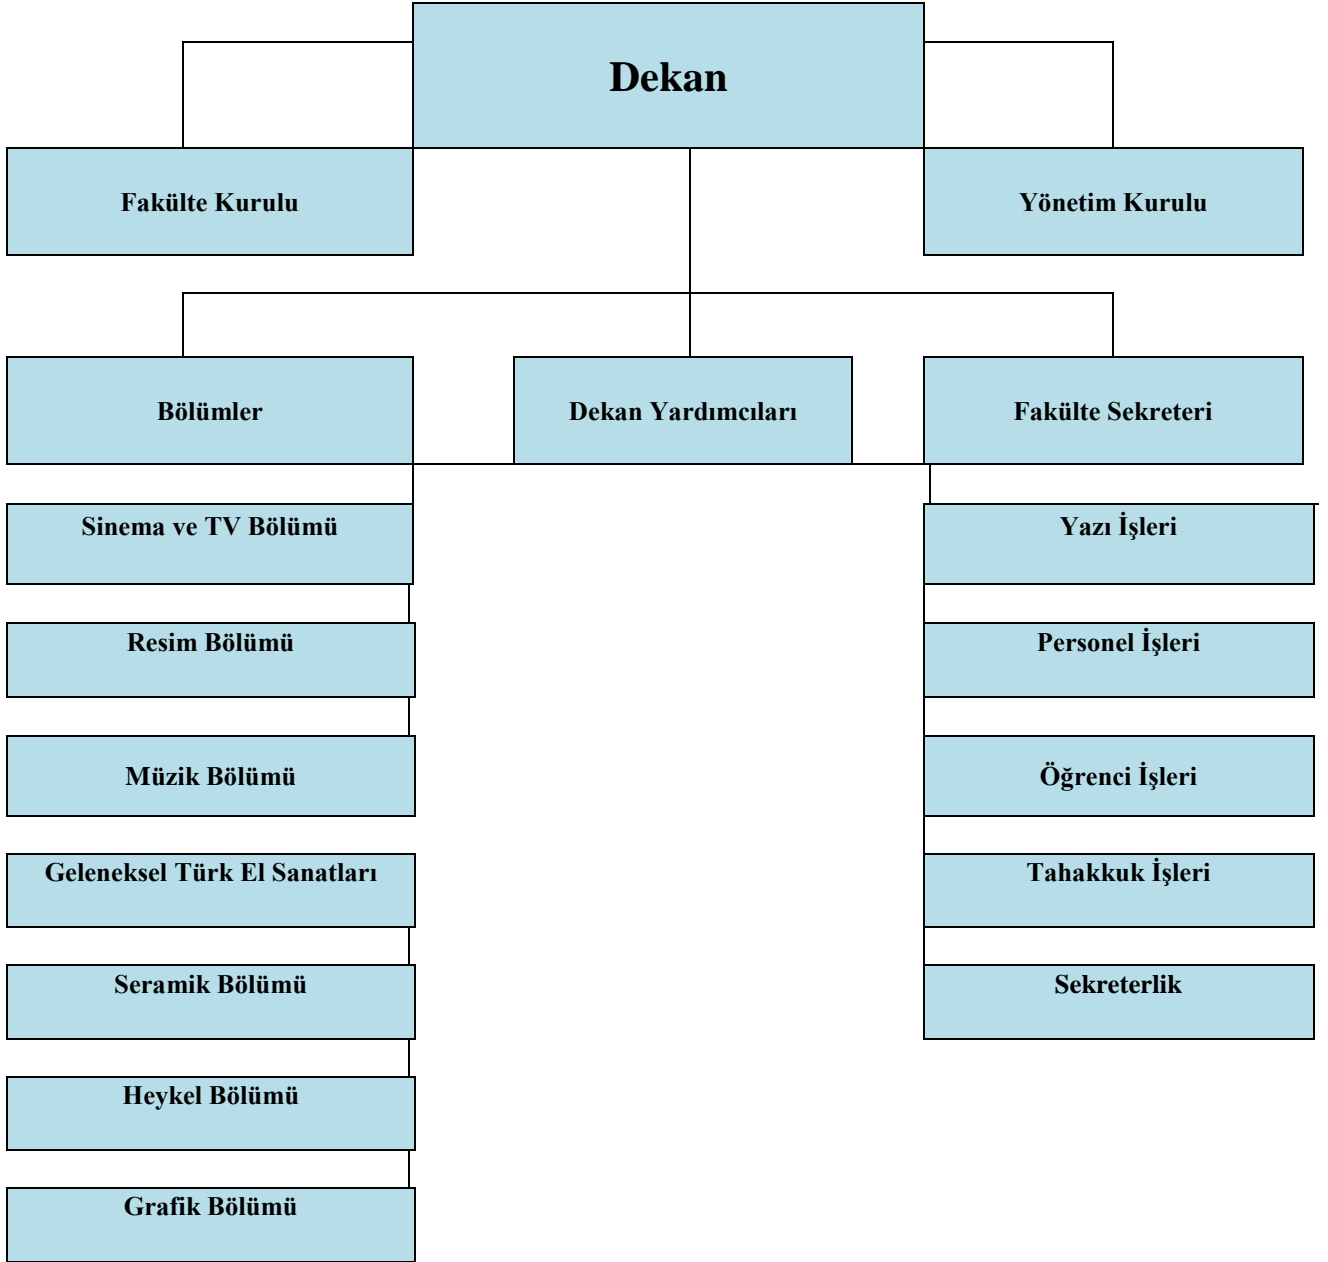 Dekan
Fakülte Kurulu
Yönetim Kurulu
Bölümler
Dekan Yardımcıları
Fakülte Sekreteri
Sinema ve TV Bölümü
Yazı İşleri
Resim Bölümü
Personel İşleri
Müzik Bölümü
Öğrenci İşleri
Geleneksel Türk El Sanatları
Tahakkuk İşleri
Seramik Bölümü
Sekreterlik
Heykel Bölümü
Grafik Bölümü